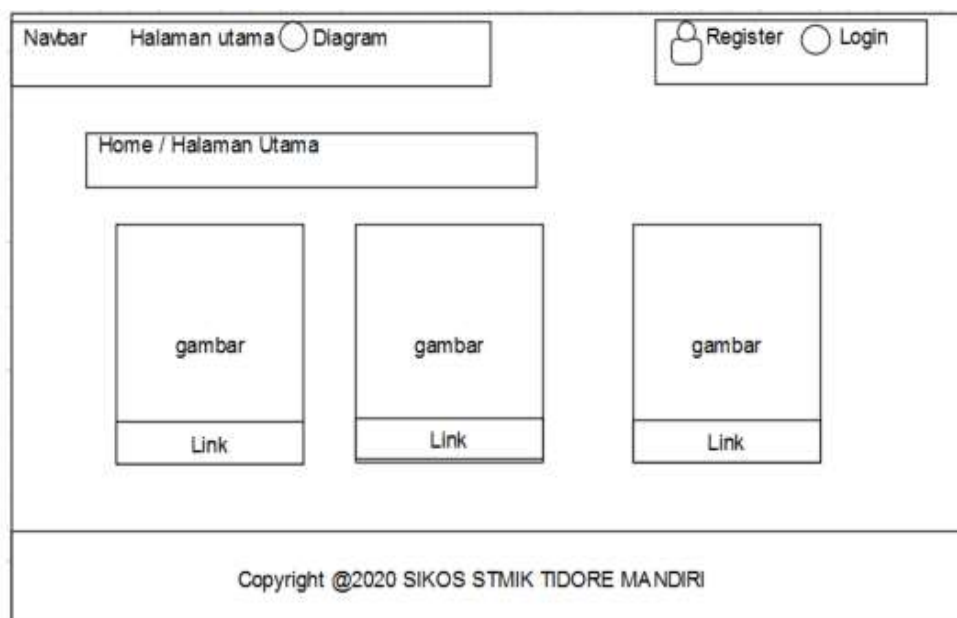 Navbar Halaman utama Diagram Register Login
Home / Halaman Utama
gambar gambar gambar
Link Link Link
Copyright @2020 SIKOS STMIK TIDORE MANDIRI